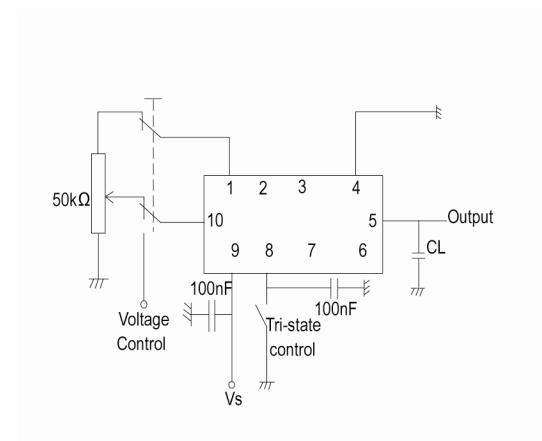 1 2 3 4
50kΩ
10
5
Output
9 8 7 6
CL
100nF
100nF
Voltage
Control
Tri-state
control
Vs